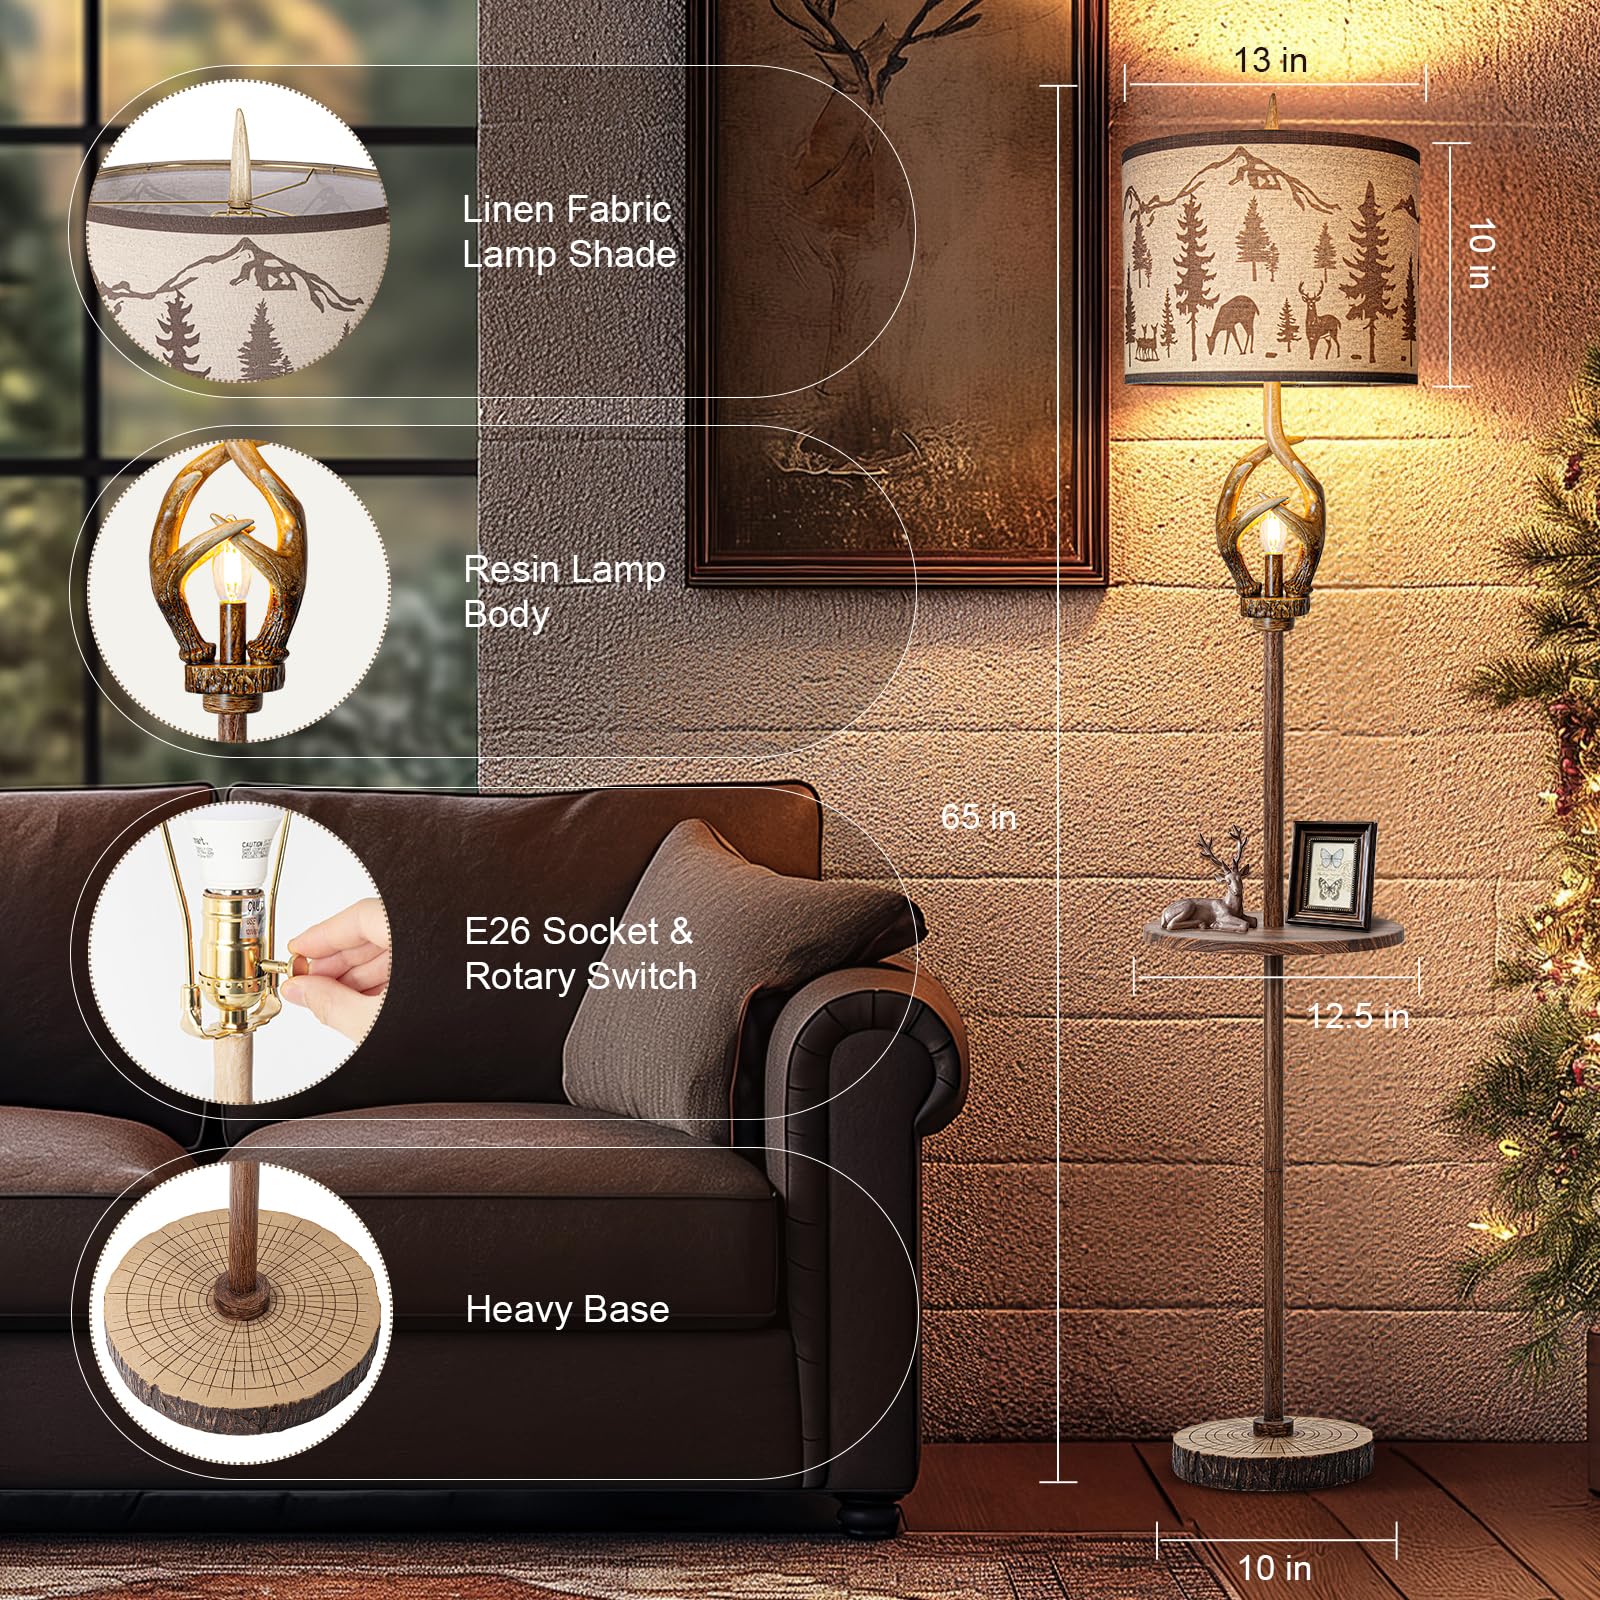 Linen Fabric
Lamp Shade
Resin Lamp
Body
CAUTION
E26 Socket &
Rotary Switch
Heavy Base
13 in
10 in
65 in
12.5 in
10 in